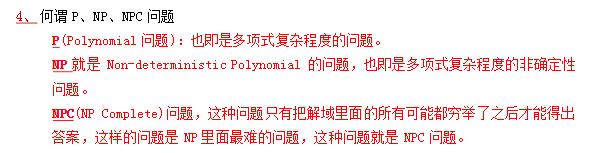 4、何谓 P、NP、NPC 问题
P(Polynomial 问题)：也即是多项式复杂程度的问题。
NP 就是 Non-deterministic Polynomial 的问题，也即是多项式复杂程度的非确定性
问题。
NPC(NP Complete)问题，这种问题只有把解域里面的所有可能都穷举了之后才能得出
答案，这样的问题是 NP 里面最难的问题，这种问题就是 NPC 问题。